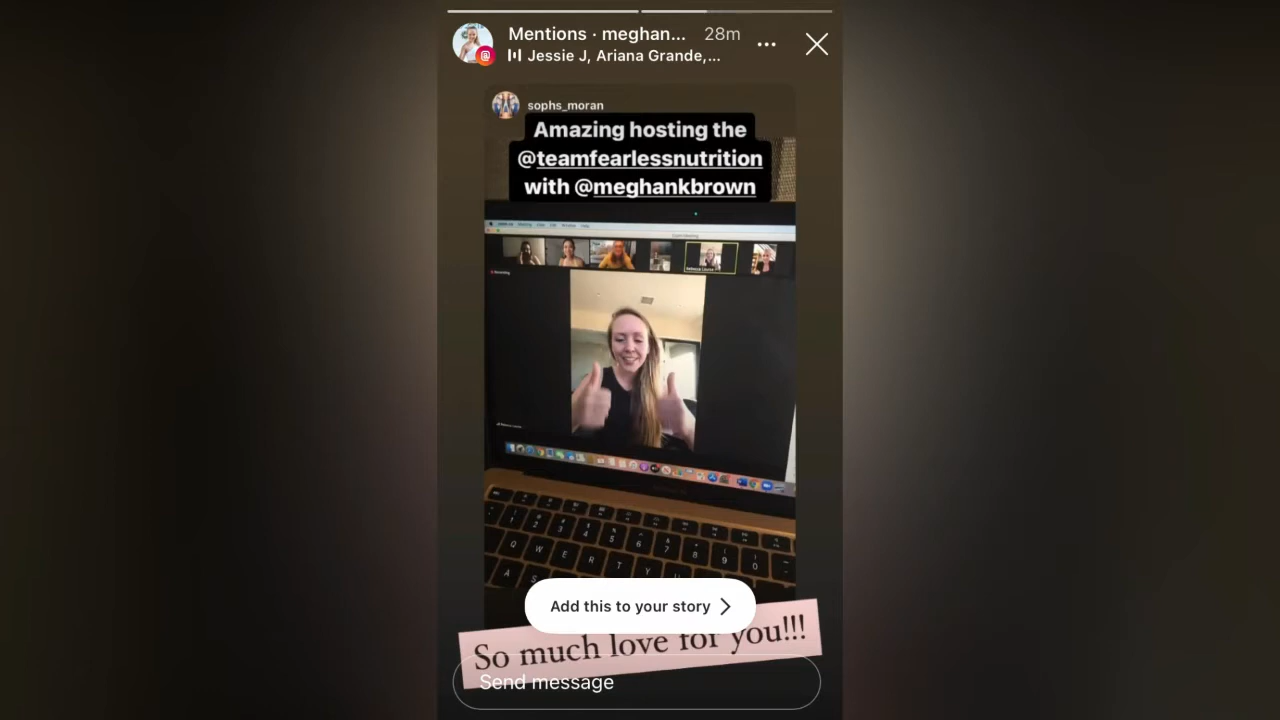 Mentions · meghan... 28m
Jessie J, Ariana Grande,...
sophs_moran
Amazing hosting the
@teamfearlessnutrition
with @meghankbrown
Add this to your story
So much love for you!!!
Send message